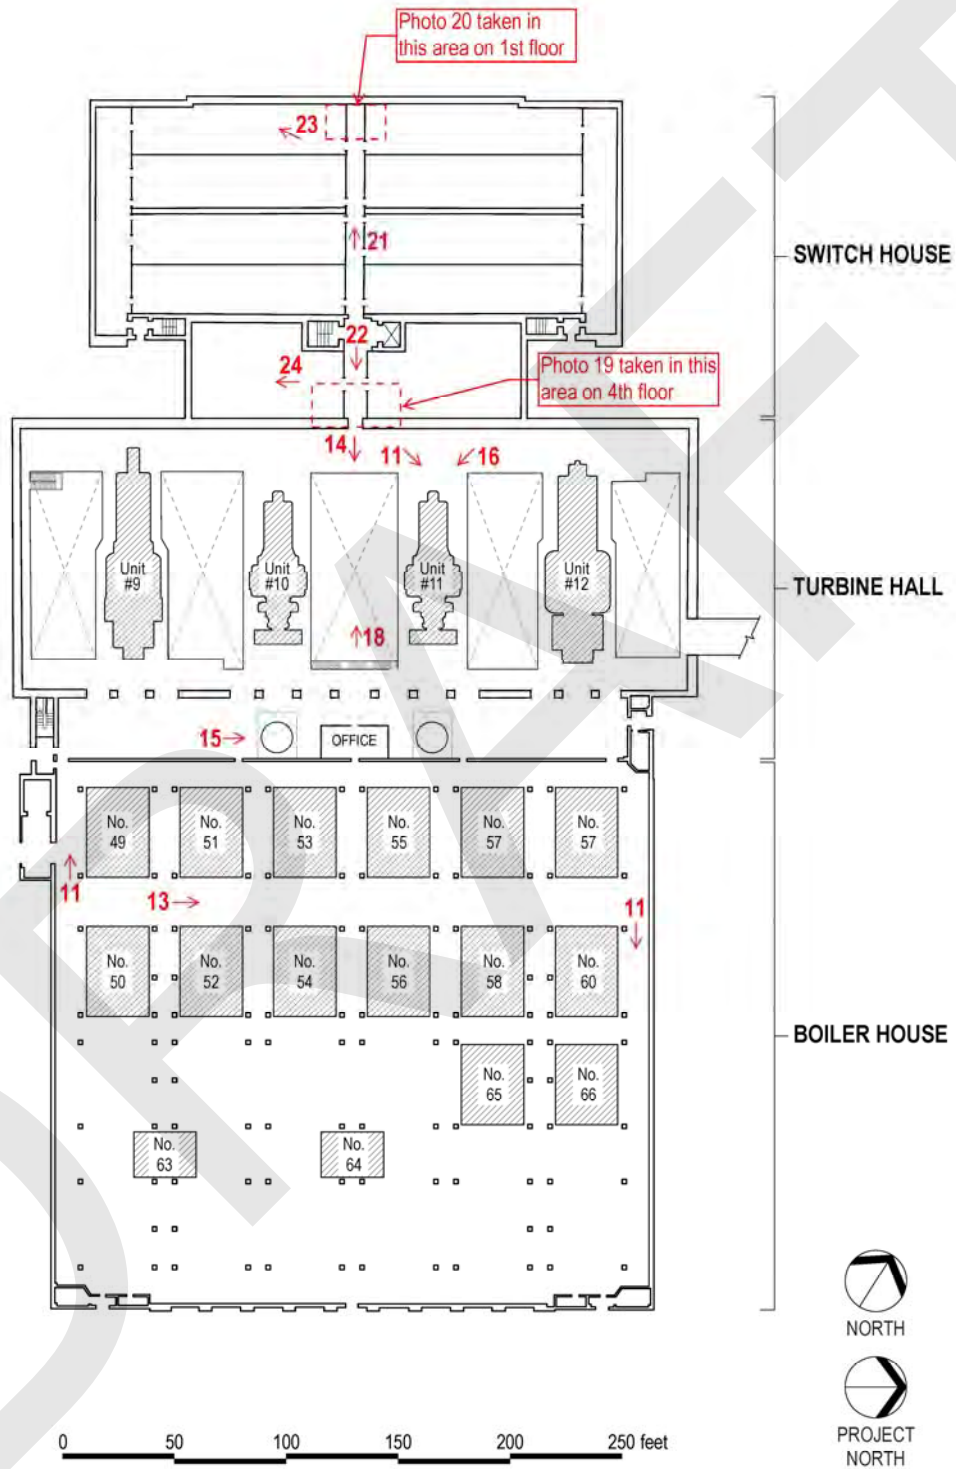 Photo 20 taken in
this area on 1st floor
23
21
SWITCH HOUSE
22
24
Photo 19 taken in this
area on 4th floor
14
11
16
Unit
#9
Unit
#10
Unit
#11
Unit
#12
TURBINE HALL
18
15
OFFICE
No.
49
No.
51
No.
53
No.
55
No.
57
No.
57
11
13
11
No.
50
No.
52
No.
54
No.
56
No.
58
No.
60
BOILER HOUSE
No.
65
No.
66
No.
63
No.
64
NORTH
PROJECT
NORTH
0 50 100 150 200 250 feet
DRAFT